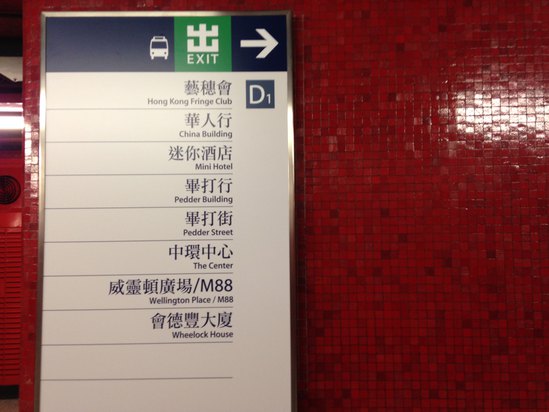 出
EXIT
D1
藝穗會
Hong Kong Fringe Club
華人行
China Building
迷你酒店
Mini Hotel
畢打行
Pedder Building
畢打街
Pedder Street
中環中心
The Center
威靈頓廣場/M88
Wellington Place / M88
會德豐大廈
Wheelock House